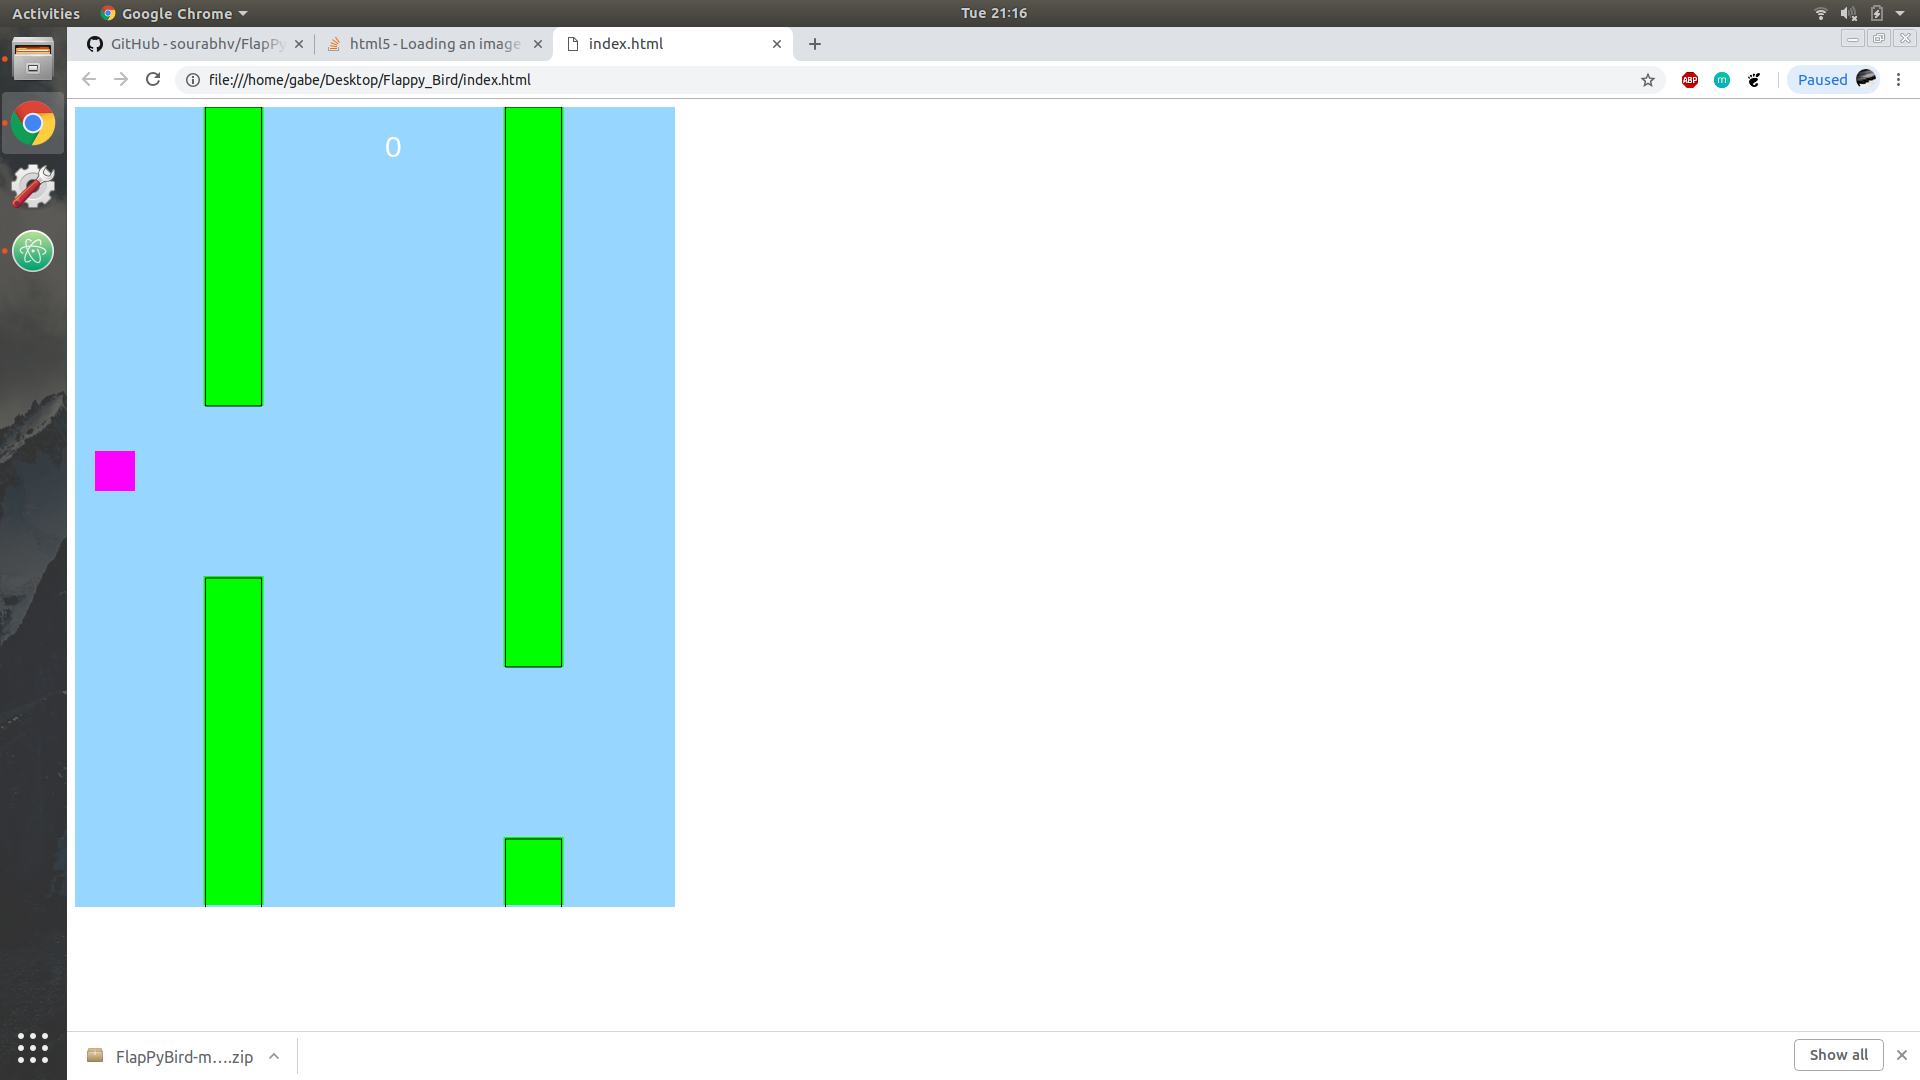 Activities Google Chrome Tue 21:16
GitHub - sourabhv/FlapPy html5 - Loading an image index.html
file:///home/gabe/Desktop/Flappy_Bird/index.html ABP m Paused
0
FlapPyBird-m....zip Show all